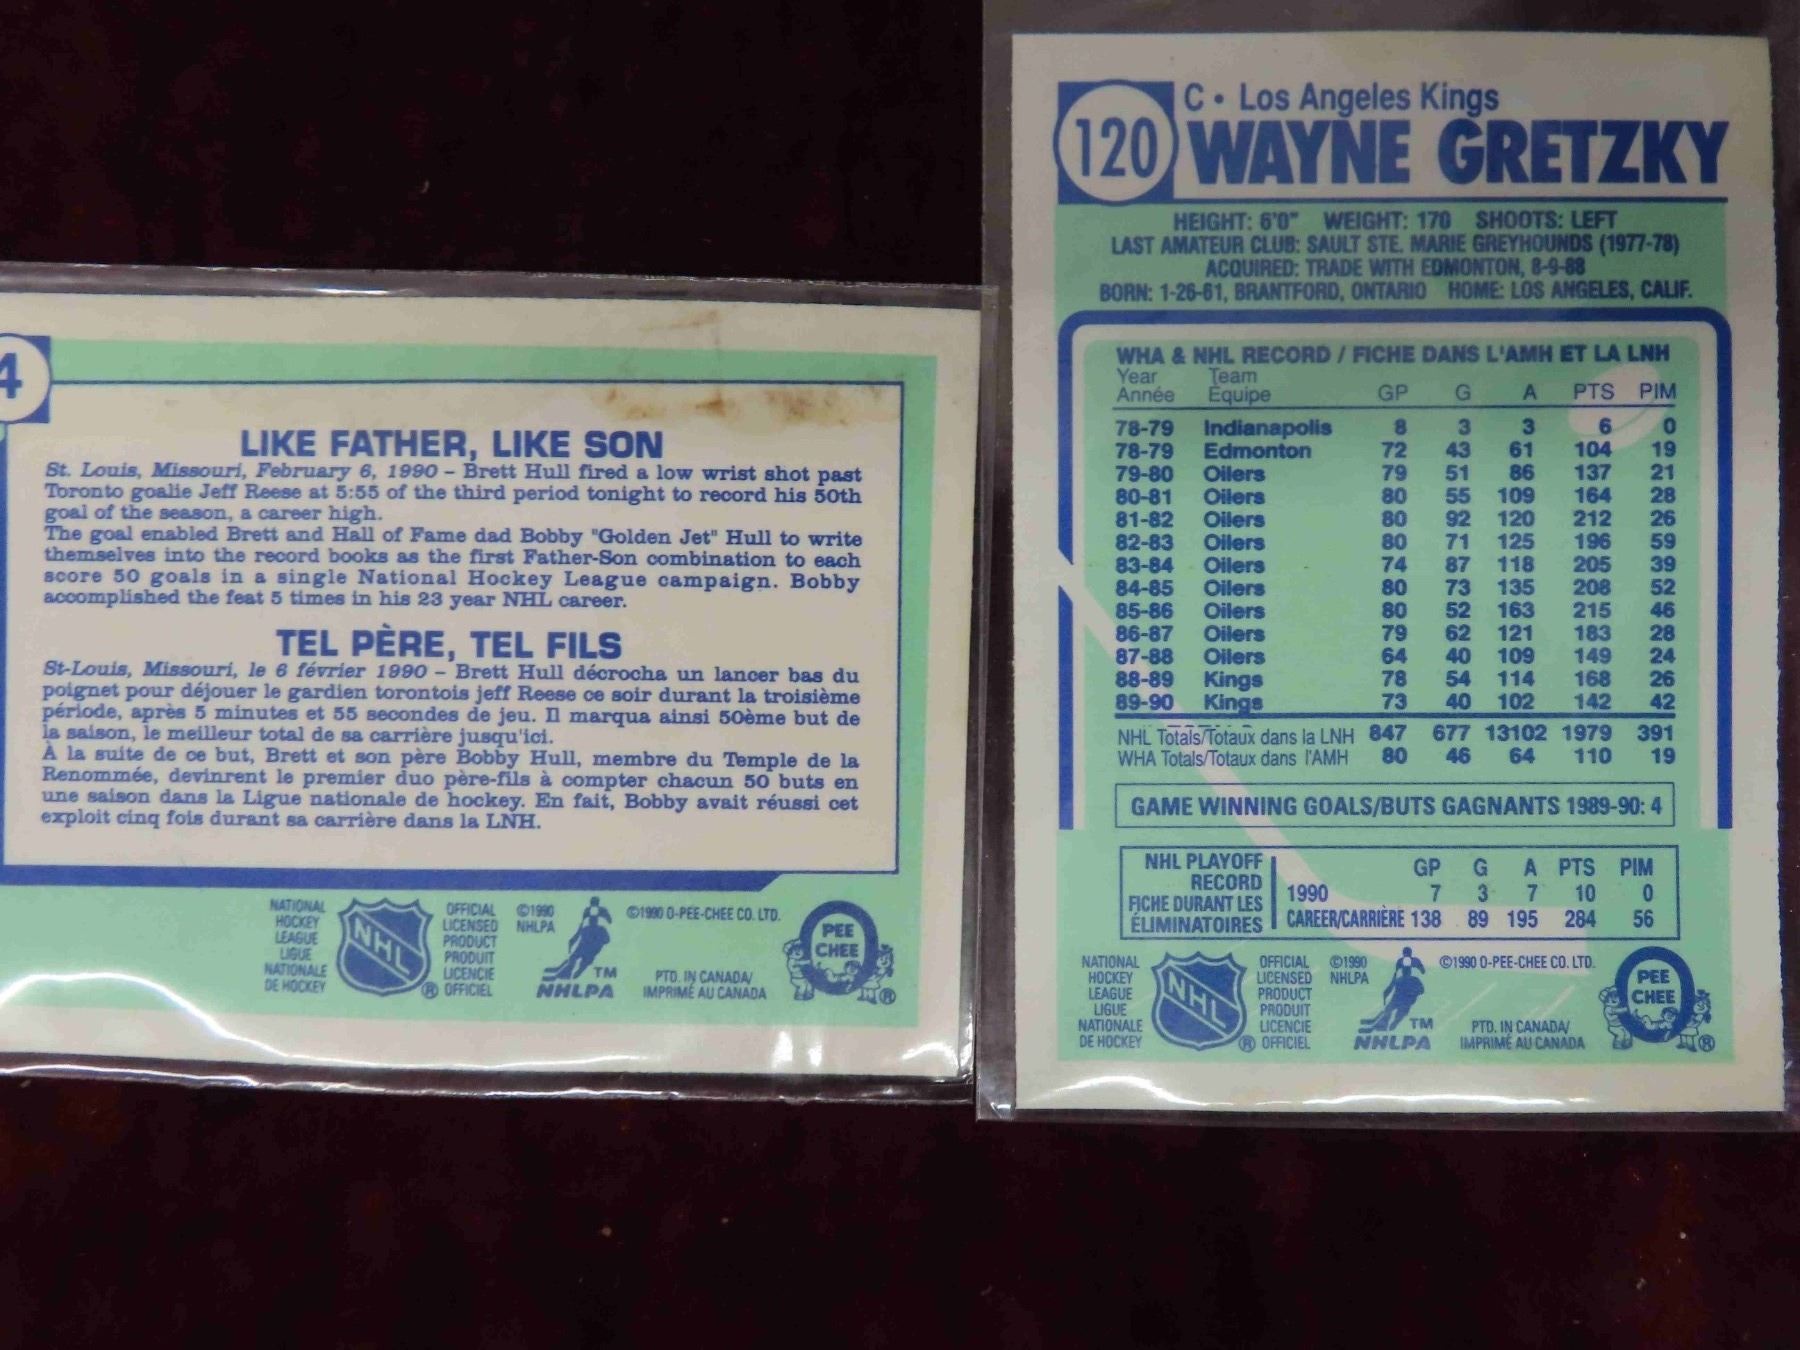 4
LIKE FATHER, LIKE SON
St. Louis, Missouri, February 6, 1990 – Brett Hull fired a low wrist shot past
Toronto goalie Jeff Reese at 5:55 of the third period tonight to record his 50th
goal of the season, a career high.
The goal enabled Brett and Hall of Fame dad Bobby "Golden Jet" Hull to write
themselves into the record books as the first Father-Son combination to each
score 50 goals in a single National Hockey League campaign. Bobby
accomplished the feat 5 times in his 23 year NHL career.
TEL PÈRE, TEL FILS
St-Louis, Missouri, le 6 février 1990 – Brett Hull décrocha un lancer bas du
poignet pour déjouer le gardien torontois jeff Reese ce soir durant la troisième
période, après 5 minutes et 55 secondes de jeu. Il marqua ainsi 50ème but de
la saison, le meilleur total de sa carrière jusqu'ici.
À la suite de ce but, Brett et son père Bobby Hull, membre du Temple de la
Renommée, devinrent le premier duo père-fils à compter chacun 50 buts en
une saison dans la Ligue nationale de hockey. En fait, Bobby avait réussi cet
exploit cinq fois durant sa carrière dans la LNH.
NATIONAL
HOCKEY
LEAGUE
LIGUE
NATIONALE
DE HOCKEY
NHL
®
OFFICIAL
LICENSED
PRODUCT
PRODUIT
LICENCIE
OFFICIEL
©1990
NHLPA
TM
NHLPA
©1990 O-PEE-CHEE CO. LTD.
PTD. IN CANADA/
IMPRIMÉ AU CANADA
O PEE
CHEE
®
120
C • Los Angeles Kings
WAYNE GRETZKY
HEIGHT: 6'0" WEIGHT: 170 SHOOTS: LEFT
LAST AMATEUR CLUB: SAULT STE. MARIE GREYHOUNDS (1977-78)
ACQUIRED: TRADE WITH EDMONTON, 8-9-88
BORN: 1-26-61, BRANTFORD, ONTARIO HOME: LOS ANGELES, CALIF.
WHA & NHL RECORD / FICHE DANS L'AMH ET LA LNH
Year Team
Année Équipe GP G A PTS PIM
78-79 Indianapolis 8 3 3 6 0
78-79 Edmonton 72 43 61 104 19
79-80 Oilers 79 51 86 137 21
80-81 Oilers 80 55 109 164 28
81-82 Oilers 80 92 120 212 26
82-83 Oilers 80 71 125 196 59
83-84 Oilers 74 87 118 205 39
84-85 Oilers 80 73 135 208 52
85-86 Oilers 80 52 163 215 46
86-87 Oilers 79 62 121 183 28
87-88 Oilers 64 40 109 149 24
88-89 Kings 78 54 114 168 26
89-90 Kings 73 40 102 142 42
NHL Totals/Totaux dans la LNH 847 677 13102 1979 391
WHA Totals/Totaux dans l'AMH 80 46 64 110 19
GAME WINNING GOALS/BUTS GAGNANTS 1989-90: 4
NHL PLAYOFF
RECORD
FICHE DURANT LES
ÉLIMINATOIRES
GP G A PTS PIM
1990 7 3 7 10 0
CAREER/CARRIÈRE 138 89 195 284 56
NATIONAL
HOCKEY
LEAGUE
LIGUE
NATIONALE
DE HOCKEY
NHL
®
OFFICIAL
LICENSED
PRODUCT
PRODUIT
LICENCIE
OFFICIEL
©1990
NHLPA
TM
NHLPA
©1990 O-PEE-CHEE CO. LTD.
PTD. IN CANADA/
IMPRIMÉ AU CANADA
O PEE
CHEE
®